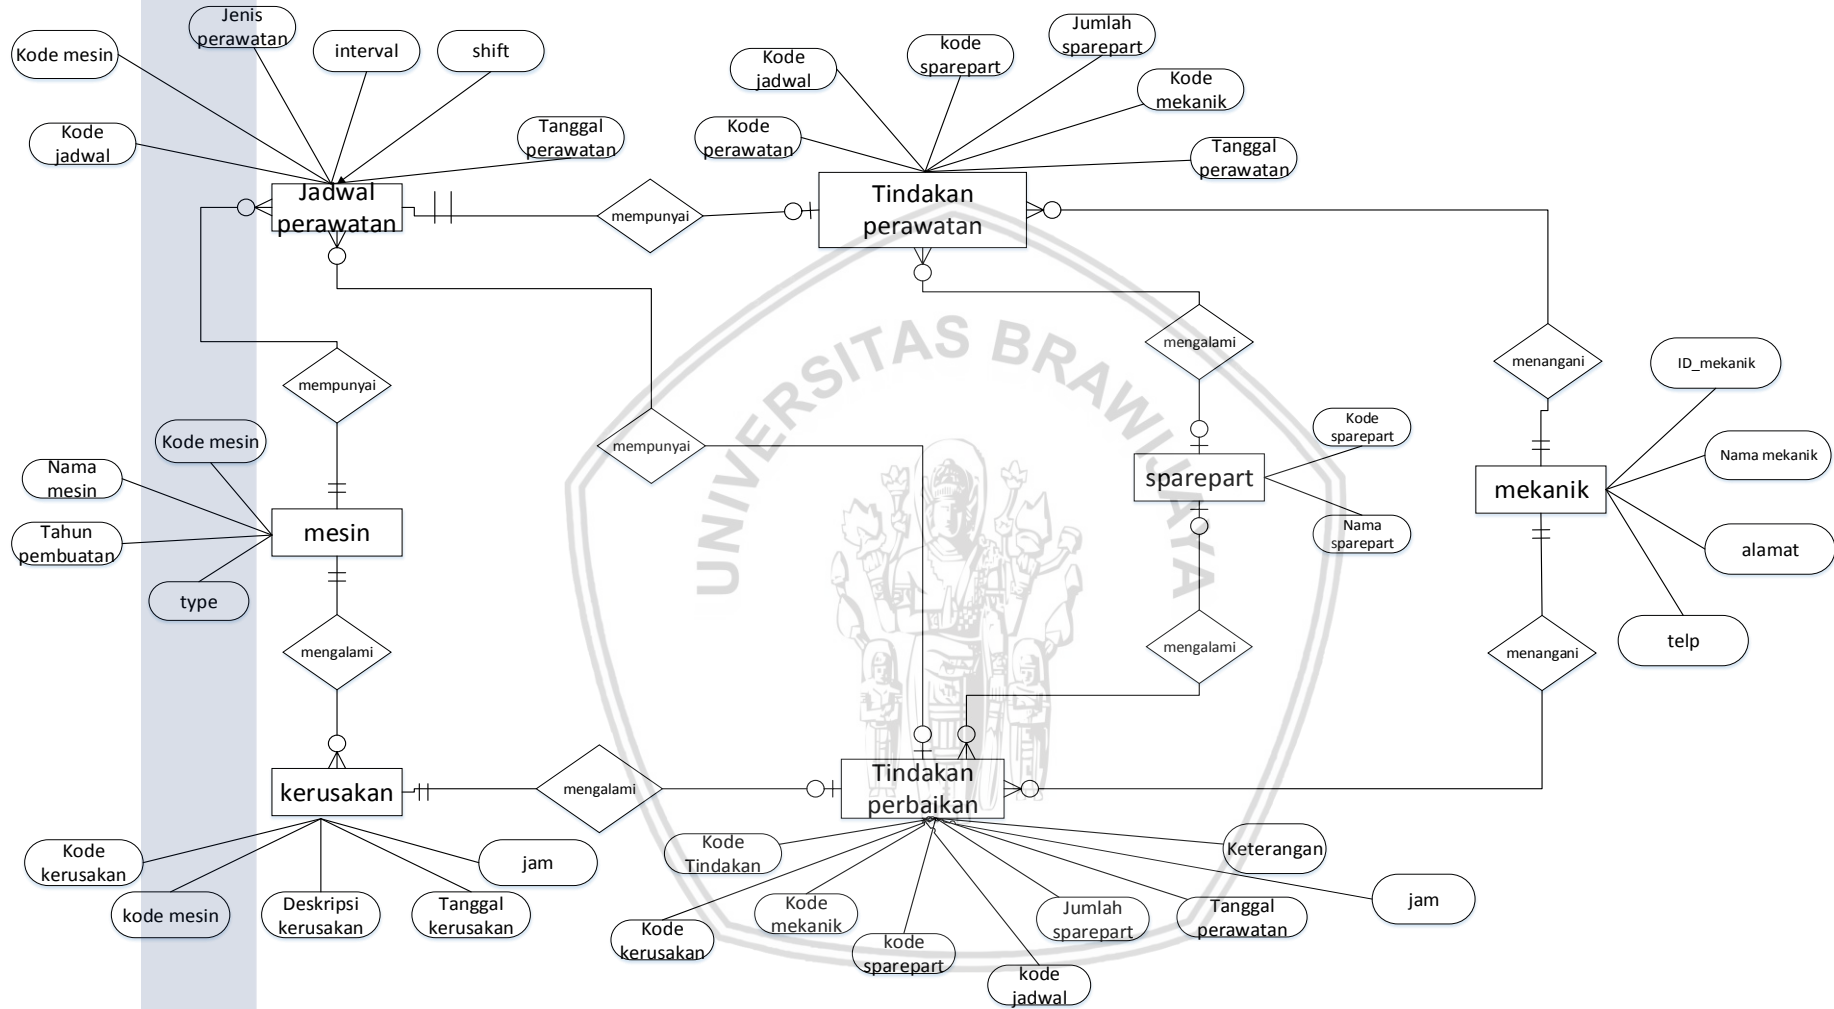 Jenis
perawatan
Kode mesin
interval
shift
Kode
jadwal
Tanggal
perawatan
Jadwal
perawatan
mempunyai
Kode
jadwal
kode
sparepart
Jumlah
sparepart
Kode
mekanik
Kode
perawatan
Tanggal
perawatan
Tindakan
perawatan
mengalami
menangani
mempunyai
mempunyai
ID_mekanik
Nama mekanik
alamat
telp
mekanik
Kode
sparepart
sparepart
Nama
sparepart
Kode mesin
Nama
mesin
Tahun
pembuatan
type
mesin
mengalami
mengalami
menangani
kerusakan
mengalami
Tindakan
perbaikan
Kode
kerusakan
kode mesin
Deskripsi
kerusakan
Tanggal
kerusakan
jam
Kode
Tindakan
Kode
kerusakan
Kode
mekanik
kode
sparepart
kode
jadwal
Jumlah
sparepart
Tanggal
perawatan
Keterangan
jam
UNIVERSITAS BRAWIJAYA